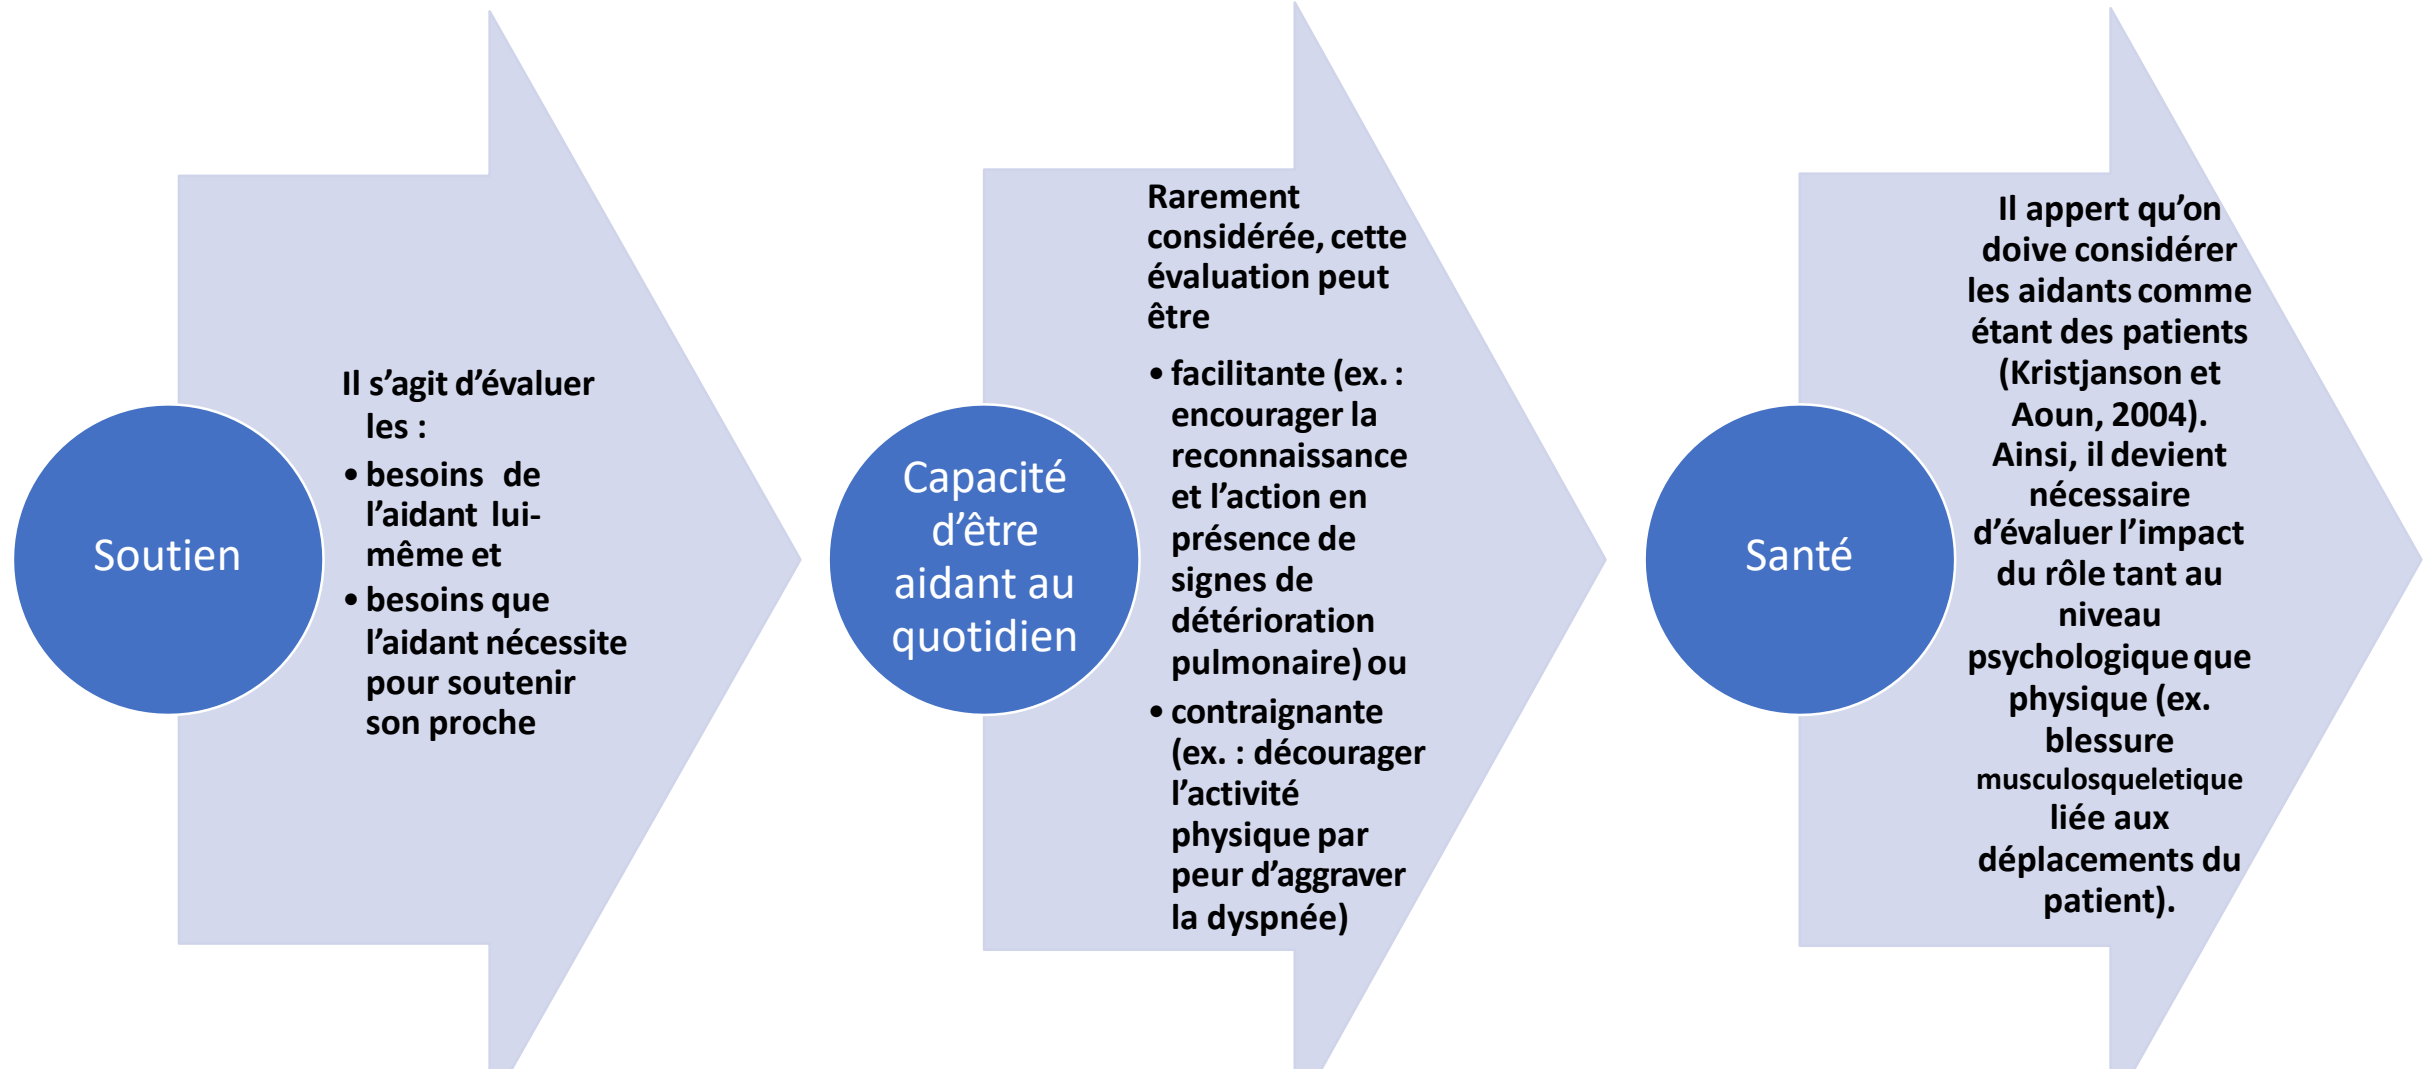 Soutien
Il s’agit d’évaluer
les :
• besoins de
l’aidant lui-
même et
• besoins que
l’aidant nécessite
pour soutenir
son proche
Capacité
d’être
aidant au
quotidien
Rarement
considérée, cette
évaluation peut
être
• facilitante (ex. :
encourager la
reconnaissance
et l’action en
présence de
signes de
détérioration
pulmonaire) ou
• contraignante
(ex. : décourager
l’activité
physique par
peur d’aggraver
la dyspnée)
Santé
Il appert qu’on
doive considérer
les aidants comme
étant des patients
(Kristjanson et
Aoun, 2004).
Ainsi, il devient
nécessaire
d’évaluer l’impact
du rôle tant au
niveau
psychologique que
physique (ex.
blessure
musculosqueletique
liée aux
déplacements du
patient).